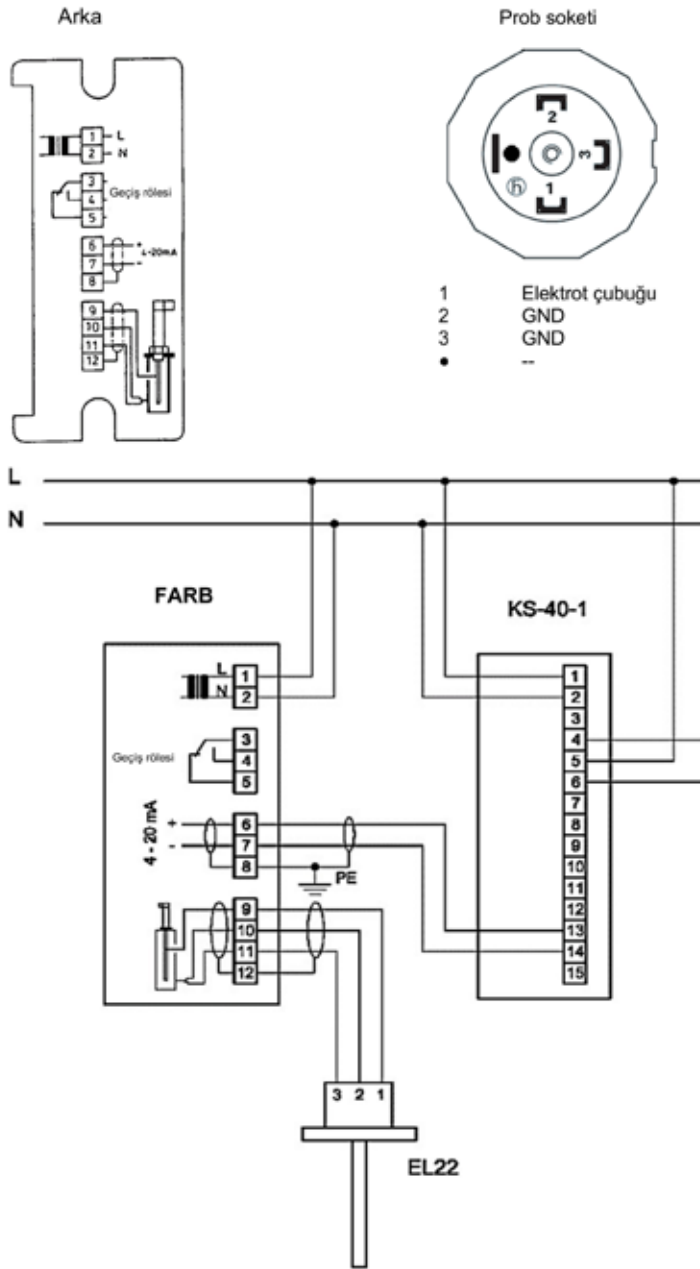 Arka
Prob soketi
1 L
2 N
3
4 Geçiş rölesi
5
6 +
7 - 4-20mA
8
9
10
11
12
2
3
1
1 Elektrot çubuğu
2 GND
3 GND
• --
L
N
FARB
KS-40-1
L 1
N 2
3
Geçiş rölesi 4
5
4 - 20 mA
+ 6
- 7
8
PE
9
10
11
12
1
2
3
4
5
6
7
8
9
10
11
12
13
14
15
3 2 1
EL22